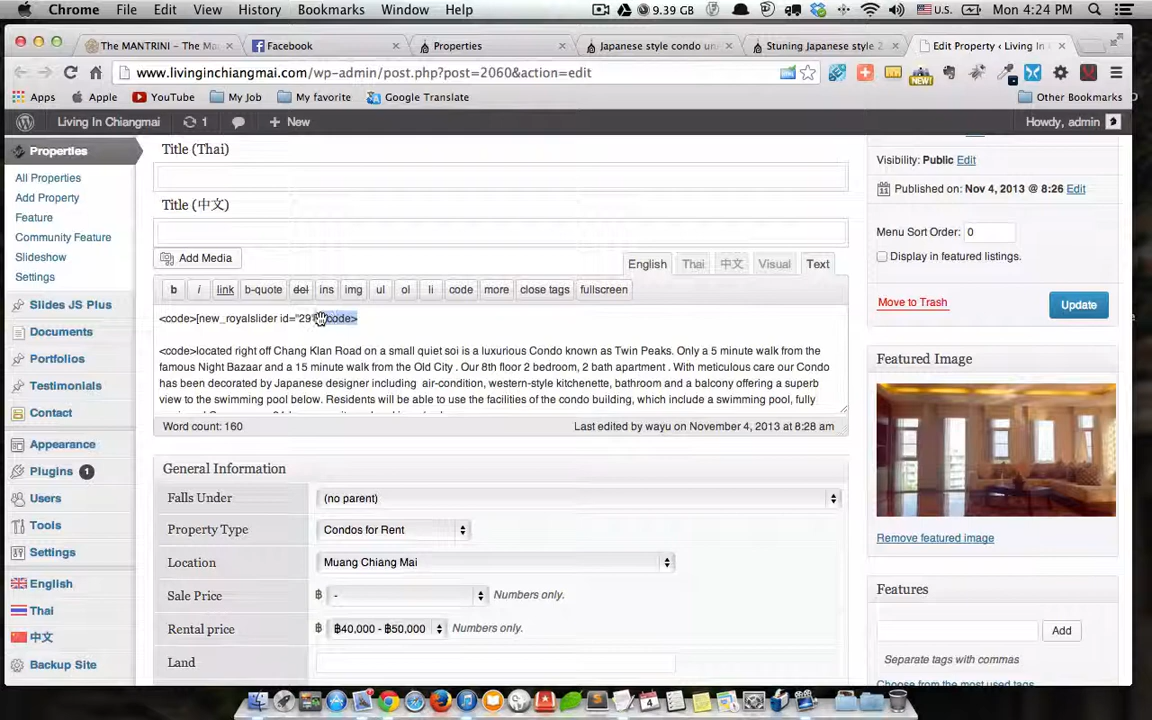 Chrome File Edit View History Bookmarks Window Help 9.39 GB U.S. Mon 4:24 PM
The MANTRINI – The Ma Facebook Properties Japanese style condo un Stuning Japanese style 2 Edit Property ‹ Living In
www.livinginchiangmai.com/wp-admin/post.php?post=2060&action=edit
Apps Apple YouTube My Job My favorite Google Translate Other Bookmarks
Living In Chiangmai 1 New Howdy, admin
Properties
All Properties
Add Property
Feature
Community Feature
Slideshow
Settings
Slides JS Plus
Documents
Portfolios
Testimonials
Contact
Appearance
Plugins 1
Users
Tools
Settings
English
Thai
中文
Backup Site
Title (Thai)
Title (中文)
Add Media English Thai 中文 Visual Text
b i link b-quote del ins img ul ol li code more close tags fullscreen
<code>[new_royalslider id="29 code>
<code>located right off Chang Klan Road on a small quiet soi is a luxurious Condo known as Twin Peaks. Only a 5 minute walk from the
famous Night Bazaar and a 15 minute walk from the Old City . Our 8th floor 2 bedroom, 2 bath apartment . With meticulous care our Condo
has been decorated by Japanese designer including air-condition, western-style kitchenette, bathroom and a balcony offering a superb
view to the swimming pool below. Residents will be able to use the facilities of the condo building, which include a swimming pool, fully
Word count: 160 Last edited by wayu on November 4, 2013 at 8:28 am
General Information
Falls Under (no parent)
Property Type Condos for Rent
Location Muang Chiang Mai
Sale Price ฿ - Numbers only.
Rental price ฿ ฿40,000 - ฿50,000 Numbers only.
Land
Visibility: Public Edit
Published on: Nov 4, 2013 @ 8:26 Edit
Menu Sort Order: 0
Display in featured listings.
Move to Trash Update
Featured Image
Remove featured image
Features
Add
Separate tags with commas
Choose from the most used tags